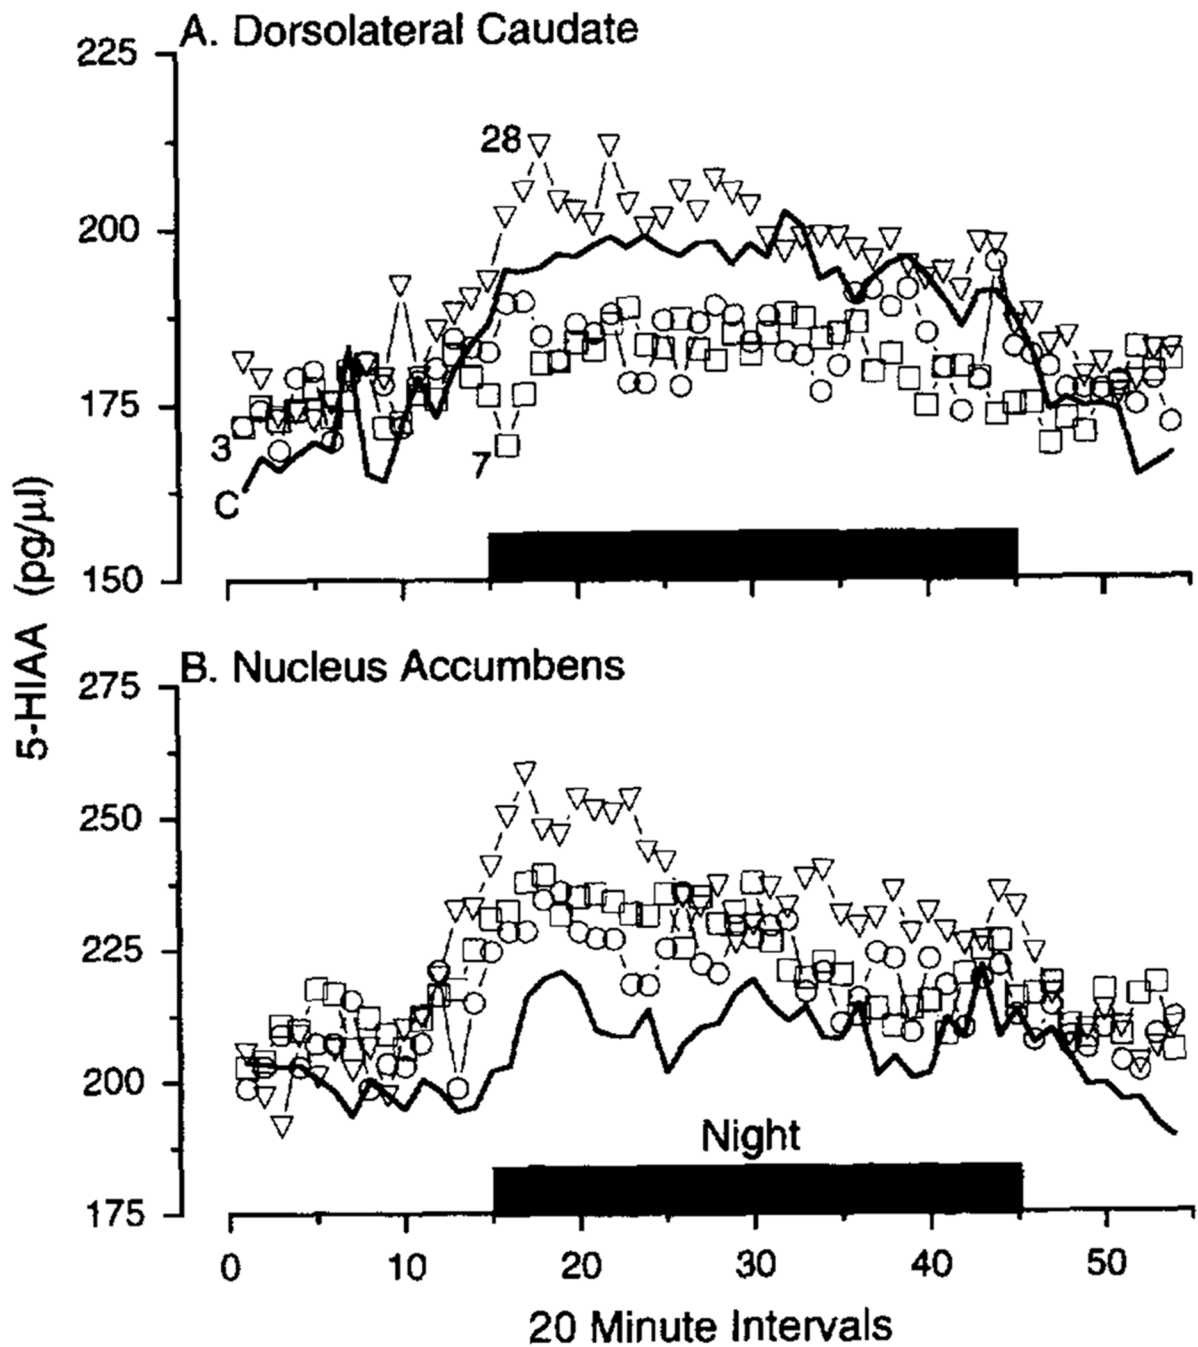 A. Dorsolateral Caudate
225
28
200
175
3
7
C
150
5-HIAA (pg/µl)
B. Nucleus Accumbens
275
250
225
200
Night
175
0 10 20 30 40 50
20 Minute Intervals